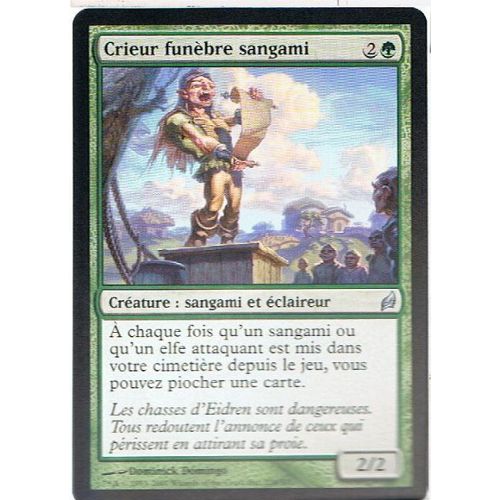 Crieur funèbre sangami 2
Créature : sangami et éclaireur
À chaque fois qu'un sangami ou
qu'un elfe attaquant est mis dans
votre cimetière depuis le jeu, vous
pouvez piocher une carte.
Les chasses d'Eidren sont dangereuses.
Tous redoutent l'annonce de ceux qui
périssent en attirant sa proie.
Dominick Domingo
2/2